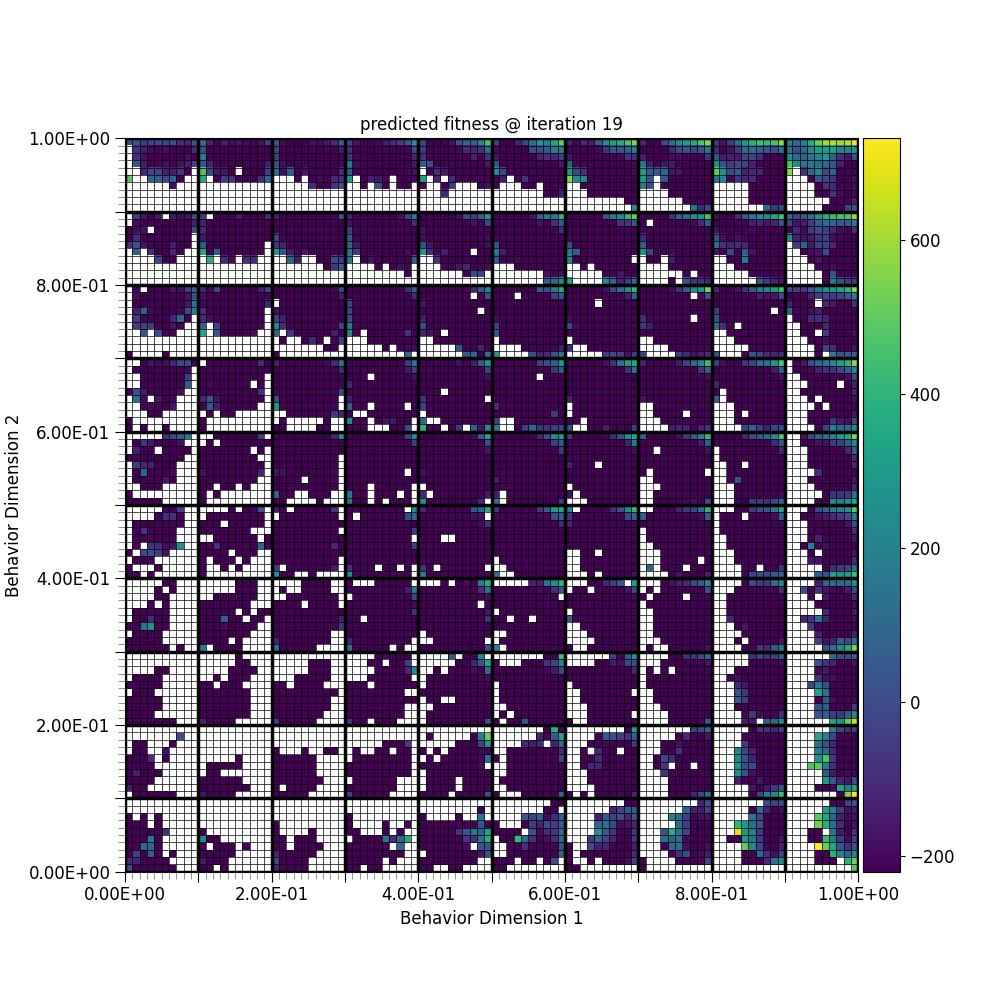 predicted fitness @ iteration 19
1.00E+00
8.00E-01
6.00E-01
4.00E-01
2.00E-01
0.00E+00
Behavior Dimension 2
0.00E+00 2.00E-01 4.00E-01 6.00E-01 8.00E-01 1.00E+00
Behavior Dimension 1
600
400
200
0
−200